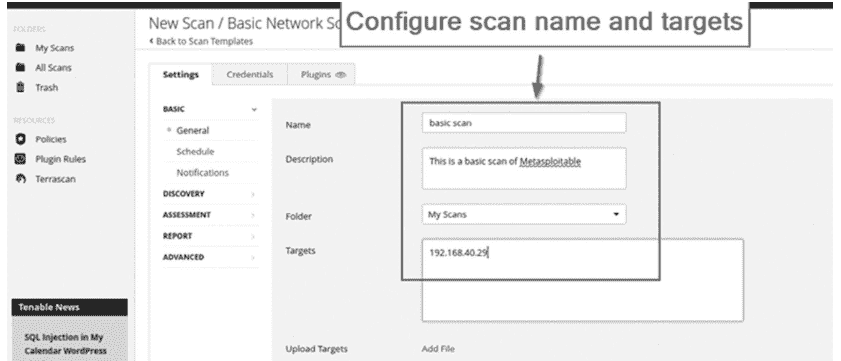 Configure scan name and targets
New Scan / Basic Network Sc
Back to Scan Templates
FOLDERS
My Scans
All Scans
Trash
RESOURCES
Policies
Plugin Rules
Terrascan
Tenable News
SQL Injection in My
Calendar WordPress
Settings
Credentials
Plugins
BASIC
General
Schedule
Notifications
DISCOVERY
ASSESSMENT
REPORT
ADVANCED
Name
basic scan
Description
This is a basic scan of Metasploitable
Folder
My Scans
Targets
192.168.40.29
Upload Targets
Add File